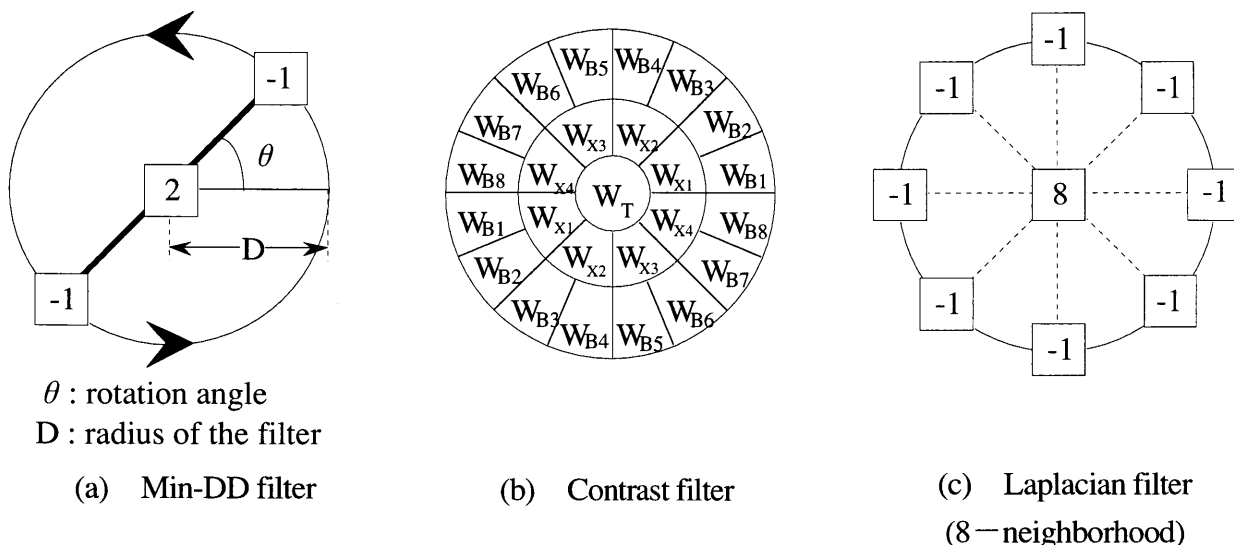 -1
θ
2
D
-1
θ : rotation angle
D : radius of the filter
(a) Min-DD filter
W_B5 W_B4
W_B6 W_B3
W_B7 W_X3 W_X2 W_B2
W_B8 W_X4 W_T W_X1 W_B1
W_B1 W_X1 W_X4 W_B8
W_B2 W_X2 W_X3 W_B7
W_B3 W_B4 W_B5 W_B6
(b) Contrast filter
-1
-1 -1
-1 8 -1
-1 -1
-1
(c) Laplacian filter
(8−neighborhood)